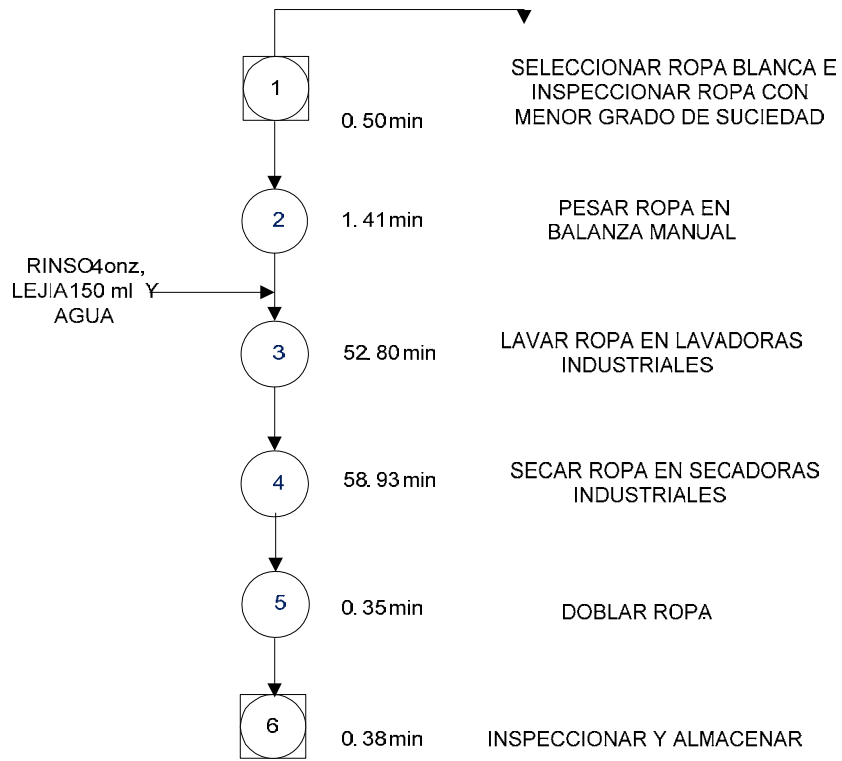 1
0.50 min
SELECCIONAR ROPA BLANCA E
INSPECCIONAR ROPA CON
MENOR GRADO DE SUCIEDAD
2
1.41 min
PESAR ROPA EN
BALANZA MANUAL
RINSO4onz,
LEJIA150 ml Y
AGUA
3
52.80 min
LAVAR ROPA EN LAVADORAS
INDUSTRIALES
4
58.93 min
SECAR ROPA EN SECADORAS
INDUSTRIALES
5
0.35 min
DOBLAR ROPA.
6
0.38 min
INSPECCIONAR Y ALMACENAR